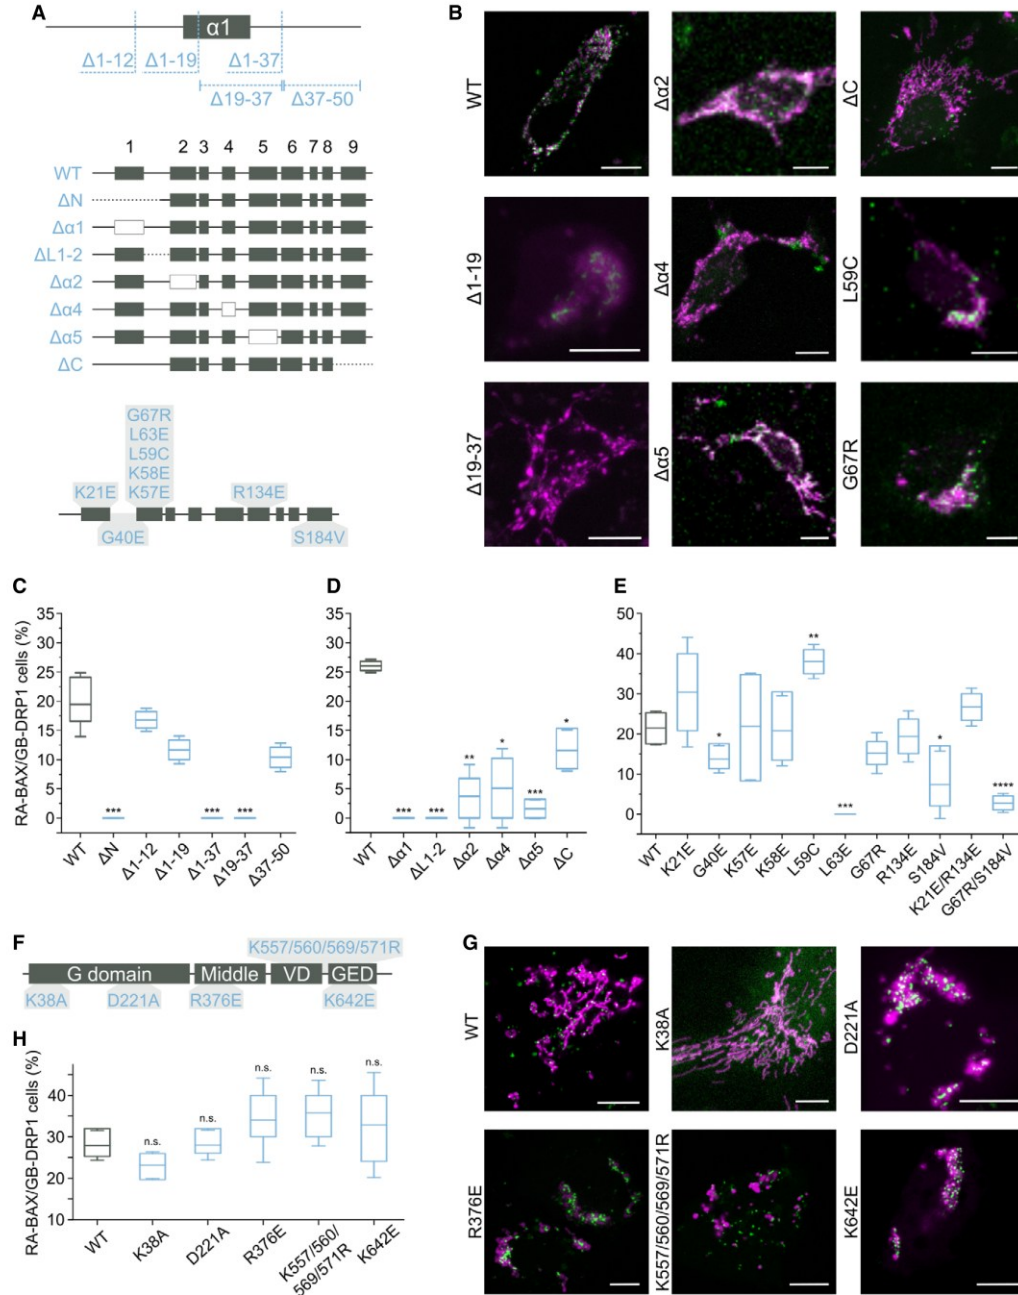 A
α1
Δ1-12 Δ1-19 Δ1-37
Δ19-37 Δ37-50
1 2 3 4 5 6 7 8 9
WT
ΔN
Δα1
ΔL1-2
Δα2
Δα4
Δα5
ΔC
G67R
L63E
L59C
K58E
K57E
K21E
R134E
G40E
S184V
B
WT
Δα2
ΔC
Δ1-19
Δα4
L59C
Δ19-37
Δα5
G67R
C
RA-BAX/GB-DRP1 cells (%)
35
30
25
20
15
10
5
0
*** *** ***
WT ΔN Δ1-12 Δ1-19 Δ1-37 Δ19-37 Δ37-50
D
35
30
25
20
15
10
5
0
*** *** ** * *** *
WT Δα1 ΔL1-2 Δα2 Δα4 Δα5 ΔC
E
50
40
30
20
10
0
* ** *** * ****
WT K21E G40E K57E K58E L59C L63E G67R R134E S184V K21E/R134E G67R/S184V
F
K557/560/569/571R
G domain Middle VD GED
K38A D221A R376E K642E
G
WT
K38A
D221A
R376E
K557/560/569/571R
K642E
H
RA-BAX/GB-DRP1 cells (%)
40
30
20
10
n.s. n.s. n.s. n.s. n.s.
WT K38A D221A R376E K557/560/ K642E
569/571R